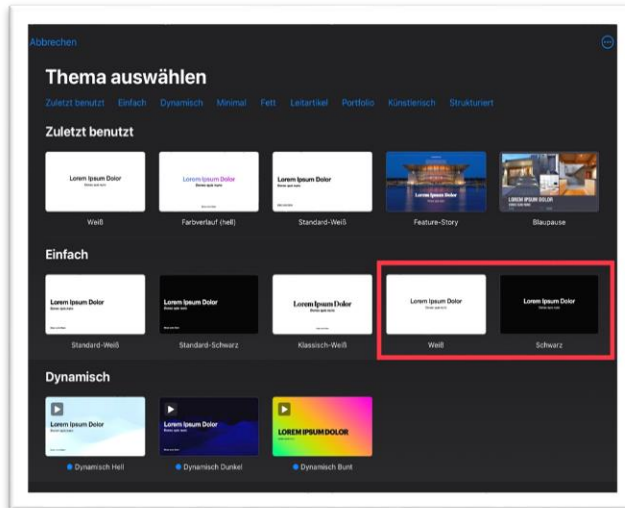 Abbrechen
Thema auswählen
Zuletzt benutzt Einfach Dynamisch Minimal Fett Leitartikel Portfolio Künstlerisch Strukturiert
Zuletzt benutzt
Lorem Ipsum Dolor Lorem Ipsum Dolor Lorem Ipsum Dolor LOREM IPSUM DOLOR
Weiß Farbverlauf (hell) Standard-Weiß Feature-Story Blaupause
Einfach
Lorem Ipsum Dolor Lorem Ipsum Dolor Lorem Ipsum Dolor Lorem Ipsum Dolor Lorem Ipsum Dolor
Standard-Weiß Standard-Schwarz Klassisch-Weiß Weiß Schwarz
Dynamisch
Lorem Ipsum Dolor Lorem Ipsum Dolor LOREM IPSUM DOLOR
Dynamisch Hell Dynamisch Dunkel Dynamisch Bunt